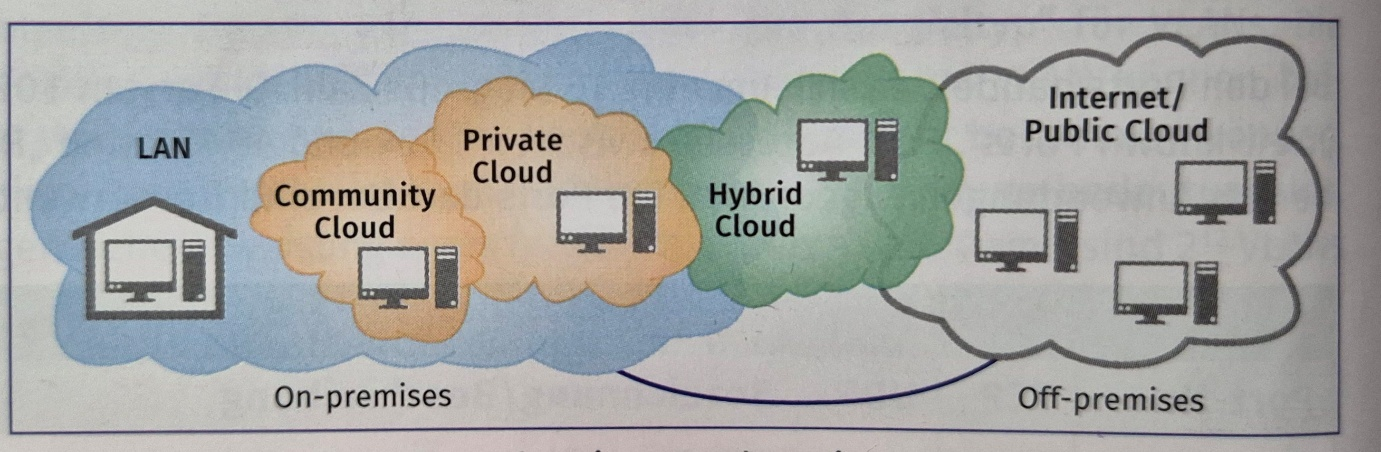 LAN
Community
Cloud
Private
Cloud
Hybrid
Cloud
Internet/
Public Cloud
On-premises
Off-premises